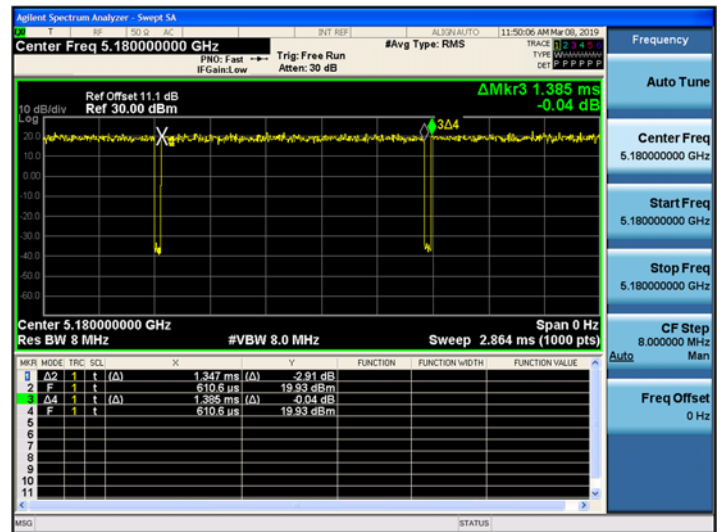 Agilent Spectrum Analyzer - Swept SA
T RF 50 Ω AC INT REF ALIGNAUTO 11:50:06 AM Mar 08, 2019
Center Freq 5.180000000 GHz
#Avg Type: RMS
TRACE 1 2 3 4 5 6
PNO: Fast Trig: Free Run
IFGain:Low Atten: 30 dB
DET P P P P P P
TYPE WWWWWW
Ref Offset 11.1 dB
10 dB/div Ref 30.00 dBm
ΔMkr3 1.385 ms
-0.04 dB
Log
20.0
10.0
0.00
-10.0
-20.0
-30.0
-40.0
-50.0
-60.0
3Δ4
Center 5.180000000 GHz Span 0 Hz
Res BW 8 MHz #VBW 8.0 MHz Sweep 2.864 ms (1000 pts)
MKR MODE TRC SCL X Y FUNCTION FUNCTION WIDTH FUNCTION VALUE
1 Δ2 1 t (Δ) 1.347 ms (Δ) -2.91 dB
2 F 1 t 610.6 µs 19.93 dBm
3 Δ4 1 t (Δ) 1.385 ms (Δ) -0.04 dB
4 F 1 t 610.6 µs 19.93 dBm
5
6
7
8
9
10
11
MSG STATUS
Frequency
Auto Tune
Center Freq
5.180000000 GHz
Start Freq
5.180000000 GHz
Stop Freq
5.180000000 GHz
CF Step
8.000000 MHz
Auto Man
Freq Offset
0 Hz